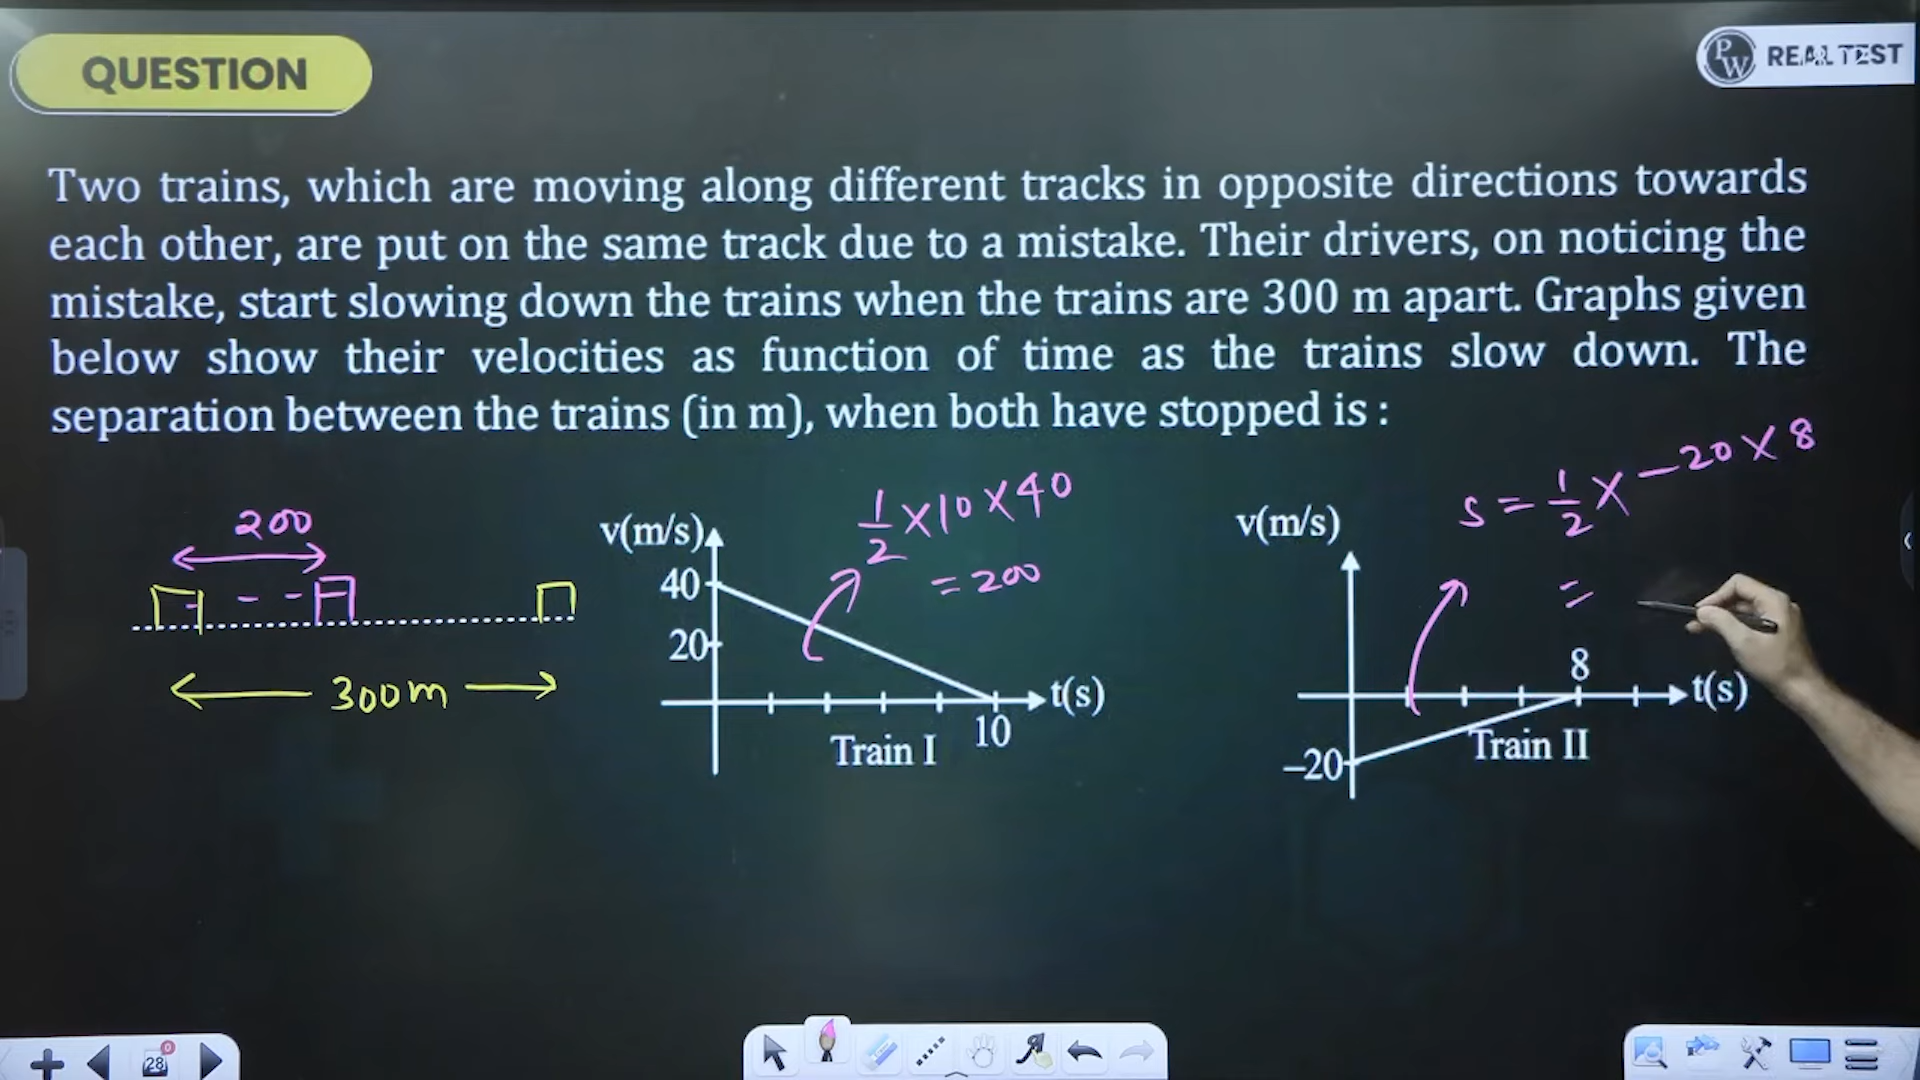 QUESTION
PW REAL TEST
Two trains, which are moving along different tracks in opposite directions towards
each other, are put on the same track due to a mistake. Their drivers, on noticing the
mistake, start slowing down the trains when the trains are 300 m apart. Graphs given
below show their velocities as function of time as the trains slow down. The
separation between the trains (in m), when both have stopped is :
200
300m
v(m/s)
40
20
1/2 × 10 × 40
= 200
t(s)
10
Train I
v(m/s)
s = 1/2 × -20 × 8
=
8
t(s)
Train II
–20
28
0